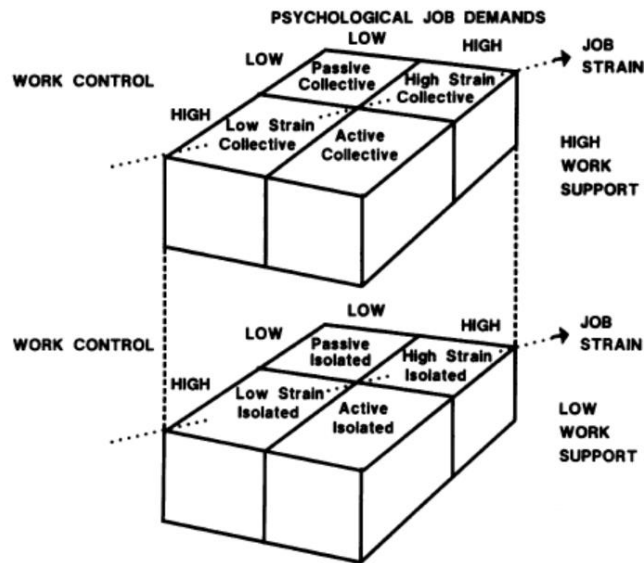 PSYCHOLOGICAL JOB DEMANDS
LOW
HIGH
JOB
STRAIN
WORK CONTROL
LOW
HIGH
Passive
Collective
High Strain
Collective
Low Strain
Collective
Active
Collective
HIGH
WORK
SUPPORT
LOW
HIGH
JOB
STRAIN
WORK CONTROL
LOW
HIGH
Passive
Isolated
High Strain
Isolated
Low Strain
Isolated
Active
Isolated
LOW
WORK
SUPPORT